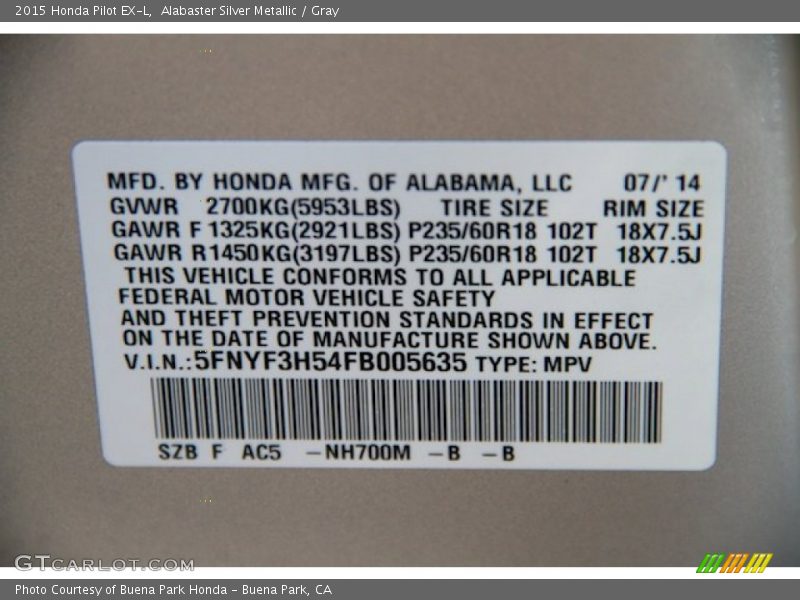 2015 Honda Pilot EX-L,  Alabaster Silver Metallic / Gray
MFD. BY HONDA MFG. OF ALABAMA, LLC 07/' 14
GVWR 2700KG(5953LBS) TIRE SIZE RIM SIZE
GAWR F 1325KG(2921LBS) P235/60R18 102T 18X7.5J
GAWR R1450KG(3197LBS) P235/60R18 102T 18X7.5J
THIS VEHICLE CONFORMS TO ALL APPLICABLE
FEDERAL MOTOR VEHICLE SAFETY
AND THEFT PREVENTION STANDARDS IN EFFECT
ON THE DATE OF MANUFACTURE SHOWN ABOVE.
V.I.N.:5FNYF3H54FB005635 TYPE: MPV
SZB F AC5 –NH700M –B –B
GTCARLOT.COM
Photo Courtesy of Buena Park Honda – Buena Park, CA